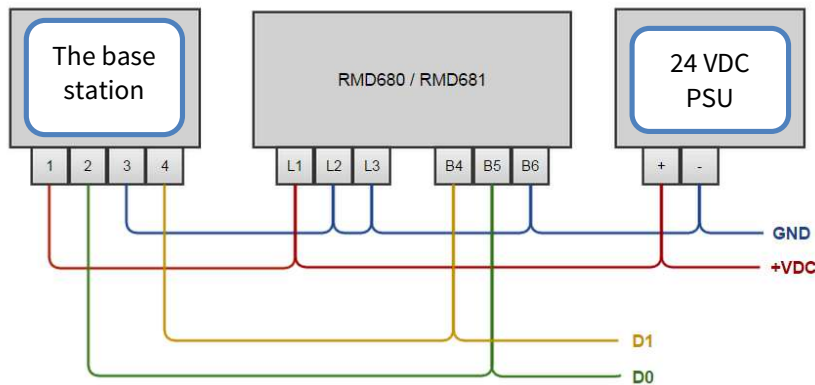 The base
station
RMD680 / RMD681
24 VDC
PSU
1 2 3 4 L1 L2 L3 B4 B5 B6 + -
GND
+VDC
D1
D0